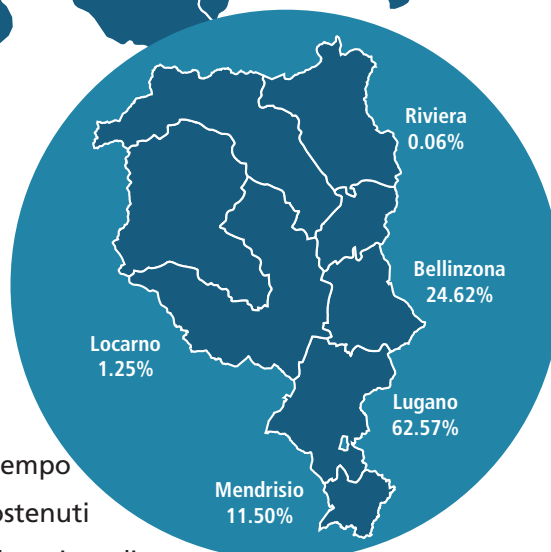 Riviera
0.06%
Bellinzona
24.62%
Locarno
1.25%
Lugano
62.57%
Mendrisio
11.50%
empo
ostenuti